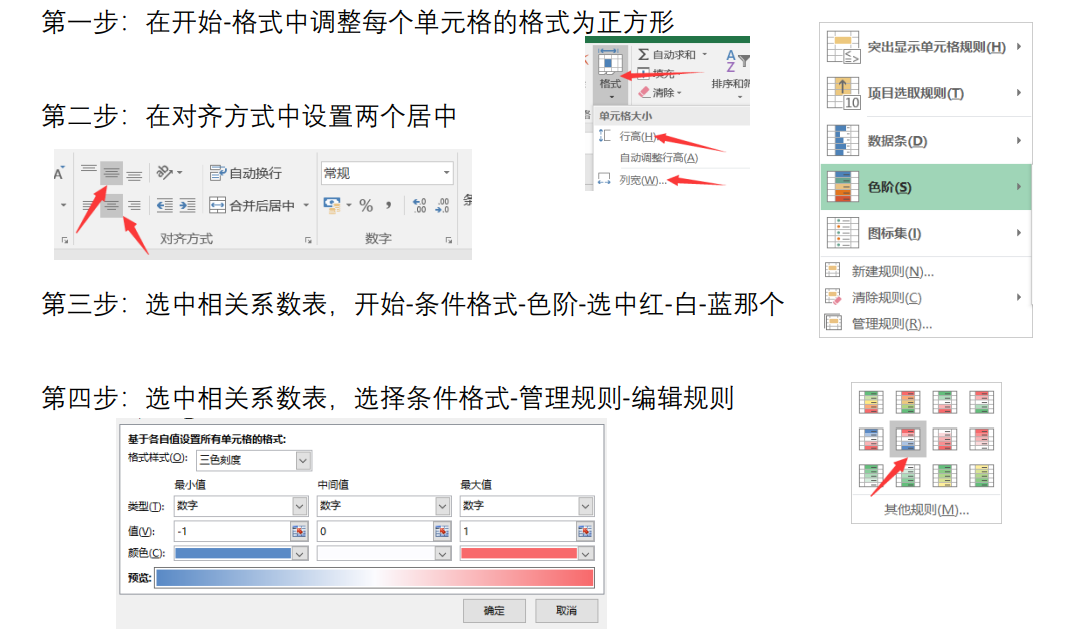 第一步：在开始-格式中调整每个单元格的格式为正方形
格式
自动求和
填充
清除
排序和筛
单元格大小
行高(H)
自动调整行高(A)
列宽(W)...
第二步：在对齐方式中设置两个居中
自动换行
合并后居中
对齐方式
常规
数字
条
突出显示单元格规则(H)
项目选取规则(T)
数据条(D)
色阶(S)
图标集(I)
新建规则(N)...
清除规则(C)
管理规则(R)...
第三步：选中相关系数表，开始-条件格式-色阶-选中红-白-蓝那个
第四步：选中相关系数表，选择条件格式-管理规则-编辑规则
基于各自值设置所有单元格的格式:
格式样式(O): 三色刻度
最小值 中间值 最大值
类型(T): 数字 数字 数字
值(V): -1 0 1
颜色(C):
预览:
确定 取消
其他规则(M)...